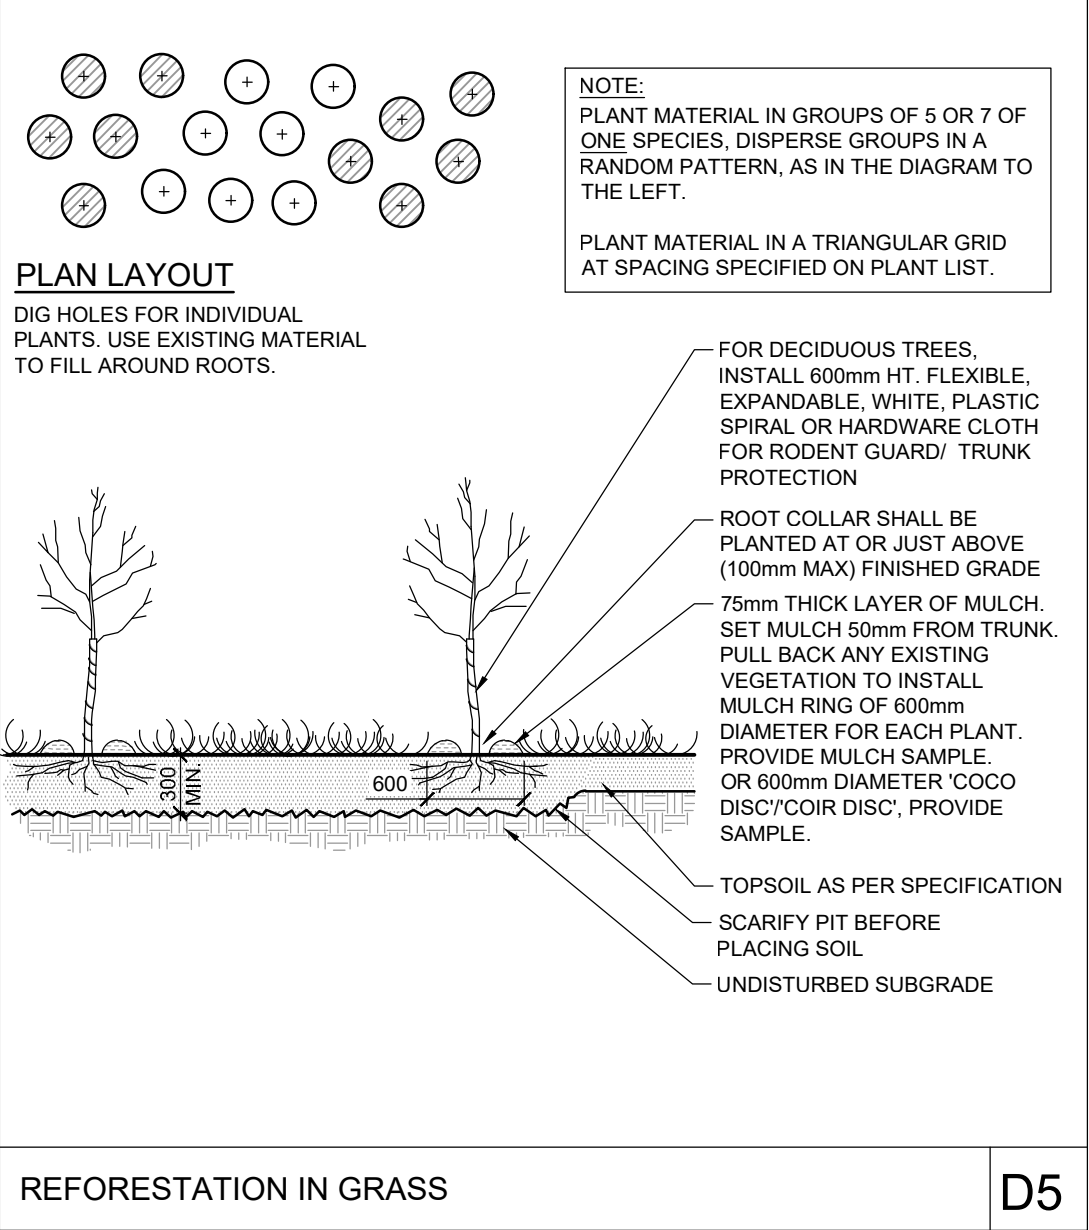 NOTE:
PLANT MATERIAL IN GROUPS OF 5 OR 7 OF
ONE SPECIES, DISPERSE GROUPS IN A
RANDOM PATTERN, AS IN THE DIAGRAM TO
THE LEFT.
PLANT MATERIAL IN A TRIANGULAR GRID
AT SPACING SPECIFIED ON PLANT LIST.
PLAN LAYOUT
DIG HOLES FOR INDIVIDUAL
PLANTS. USE EXISTING MATERIAL
TO FILL AROUND ROOTS.
FOR DECIDUOUS TREES,
INSTALL 600mm HT. FLEXIBLE,
EXPANDABLE, WHITE, PLASTIC
SPIRAL OR HARDWARE CLOTH
FOR RODENT GUARD/ TRUNK
PROTECTION
ROOT COLLAR SHALL BE
PLANTED AT OR JUST ABOVE
(100mm MAX) FINISHED GRADE
75mm THICK LAYER OF MULCH.
SET MULCH 50mm FROM TRUNK.
PULL BACK ANY EXISTING
VEGETATION TO INSTALL
MULCH RING OF 600mm
DIAMETER FOR EACH PLANT.
PROVIDE MULCH SAMPLE.
OR 600mm DIAMETER 'COCO
DISC'/'COIR DISC', PROVIDE
SAMPLE.
300
MIN.
600
TOPSOIL AS PER SPECIFICATION
SCARIFY PIT BEFORE
PLACING SOIL
UNDISTURBED SUBGRADE
REFORESTATION IN GRASS
D5